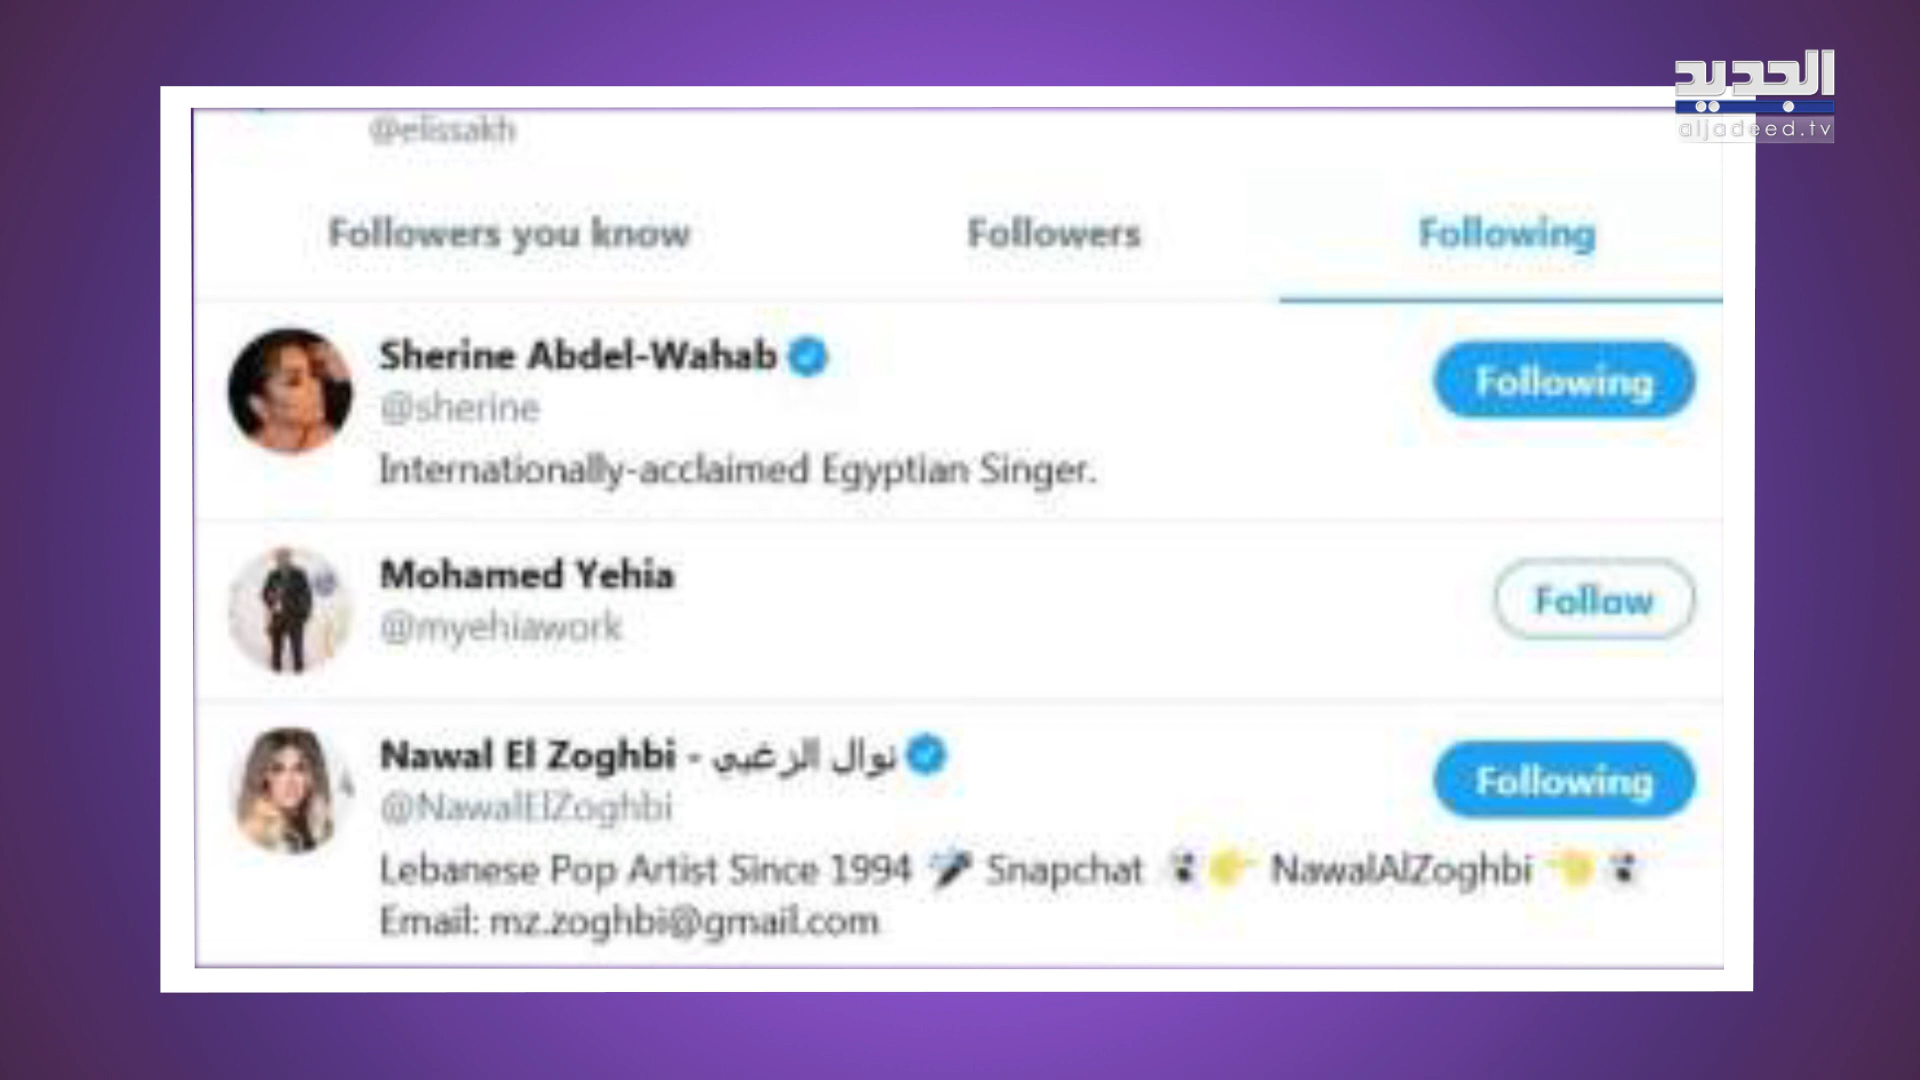 الجديد
aljadeed.tv
@elissakh
Followers you know
Followers
Following
Sherine Abdel-Wahab
Following
@sherine
Internationally-acclaimed Egyptian Singer.
Mohamed Yehia
Follow
@myehiawork
Nawal El Zoghbi - نوال الزغبي
Following
@NawalElZoghbi
Lebanese Pop Artist Since 1994 🎤 Snapchat 👉 NawalAlZoghbi 👈
Email: mz.zoghbi@gmail.com